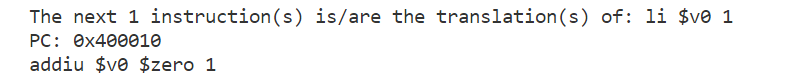 The next 1 instruction(s) is/are the translation(s) of: li $v0 1
PC: 0x400010
addiu $v0 $zero 1